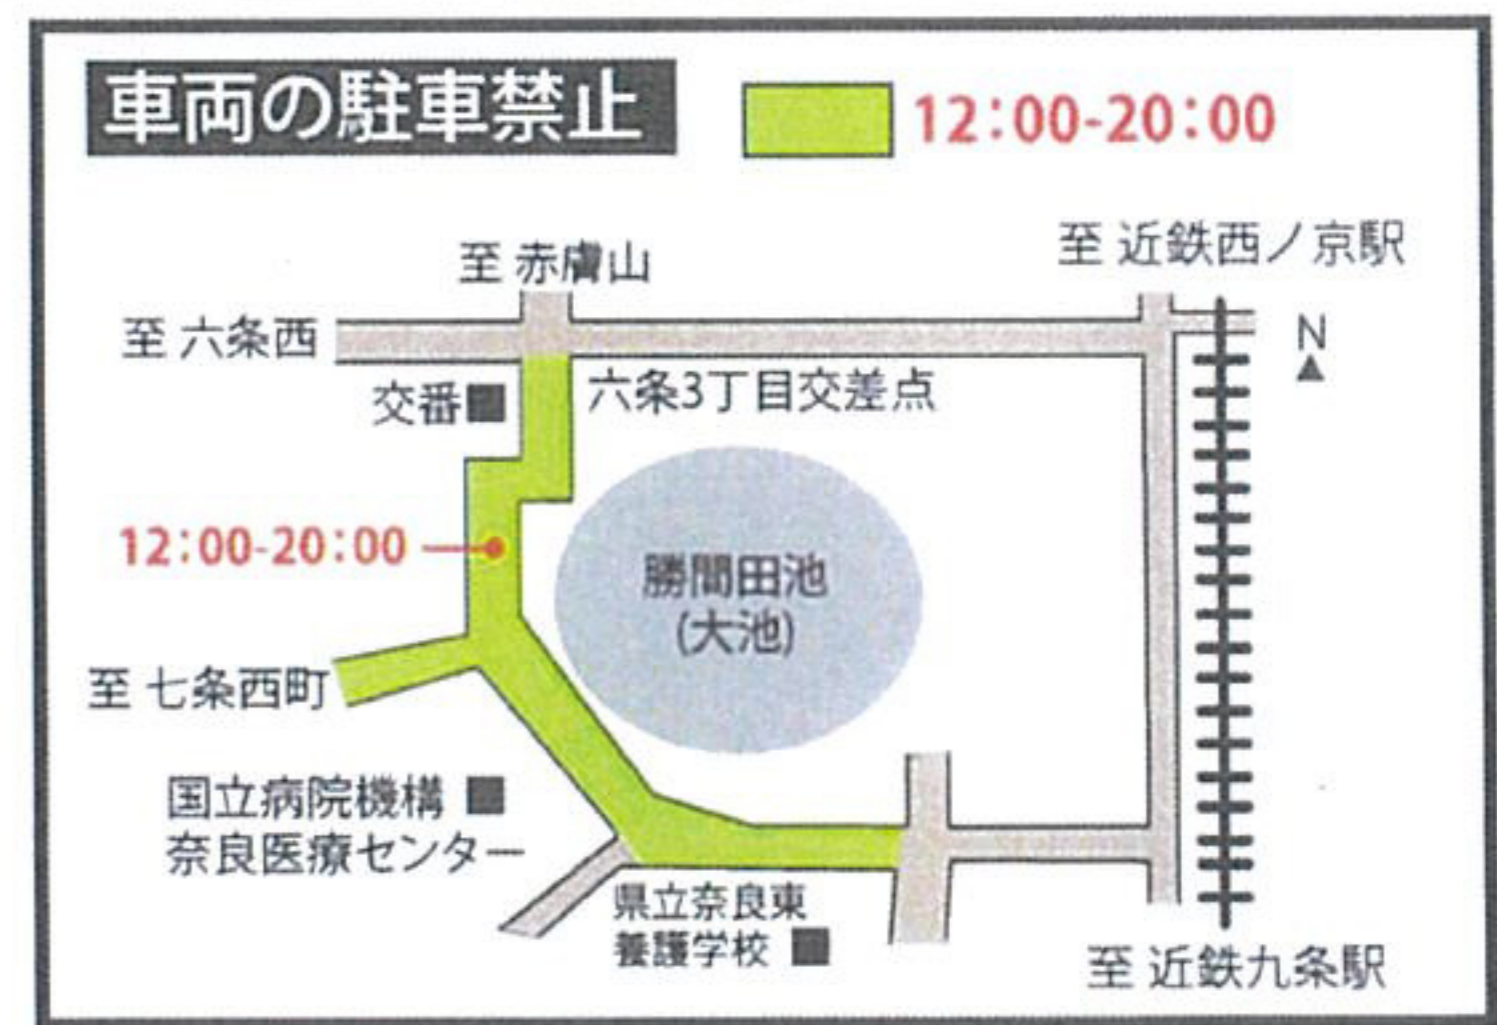 車両の駐車禁止
12:00-20:00
至 赤膚山
至 近鉄西ノ京駅
至 六条西
N
交番
六条3丁目交差点
12:00-20:00
勝間田池
(大池)
至 七条西町
国立病院機構
奈良医療センター
県立奈良東
養護学校
至 近鉄九条駅